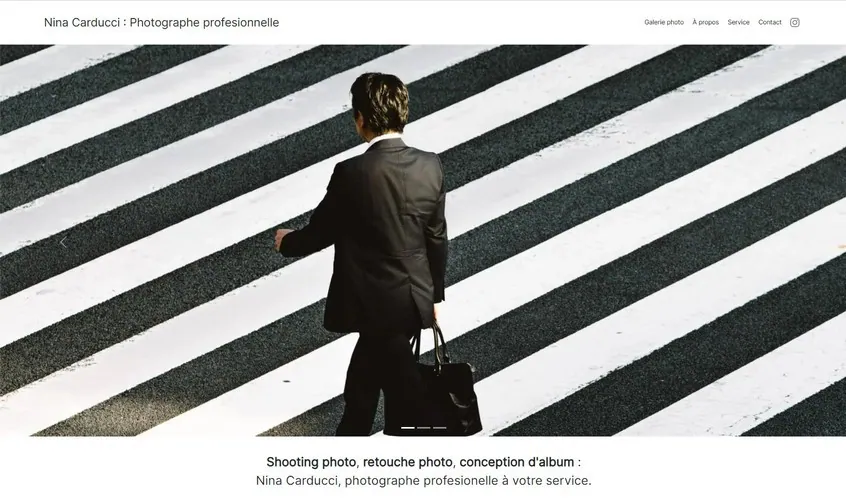 Nina Carducci : Photographe profesionnelle
Galerie photo À propos Service Contact
Shooting photo, retouche photo, conception d'album :
Nina Carducci, photographe profesionelle à votre service.